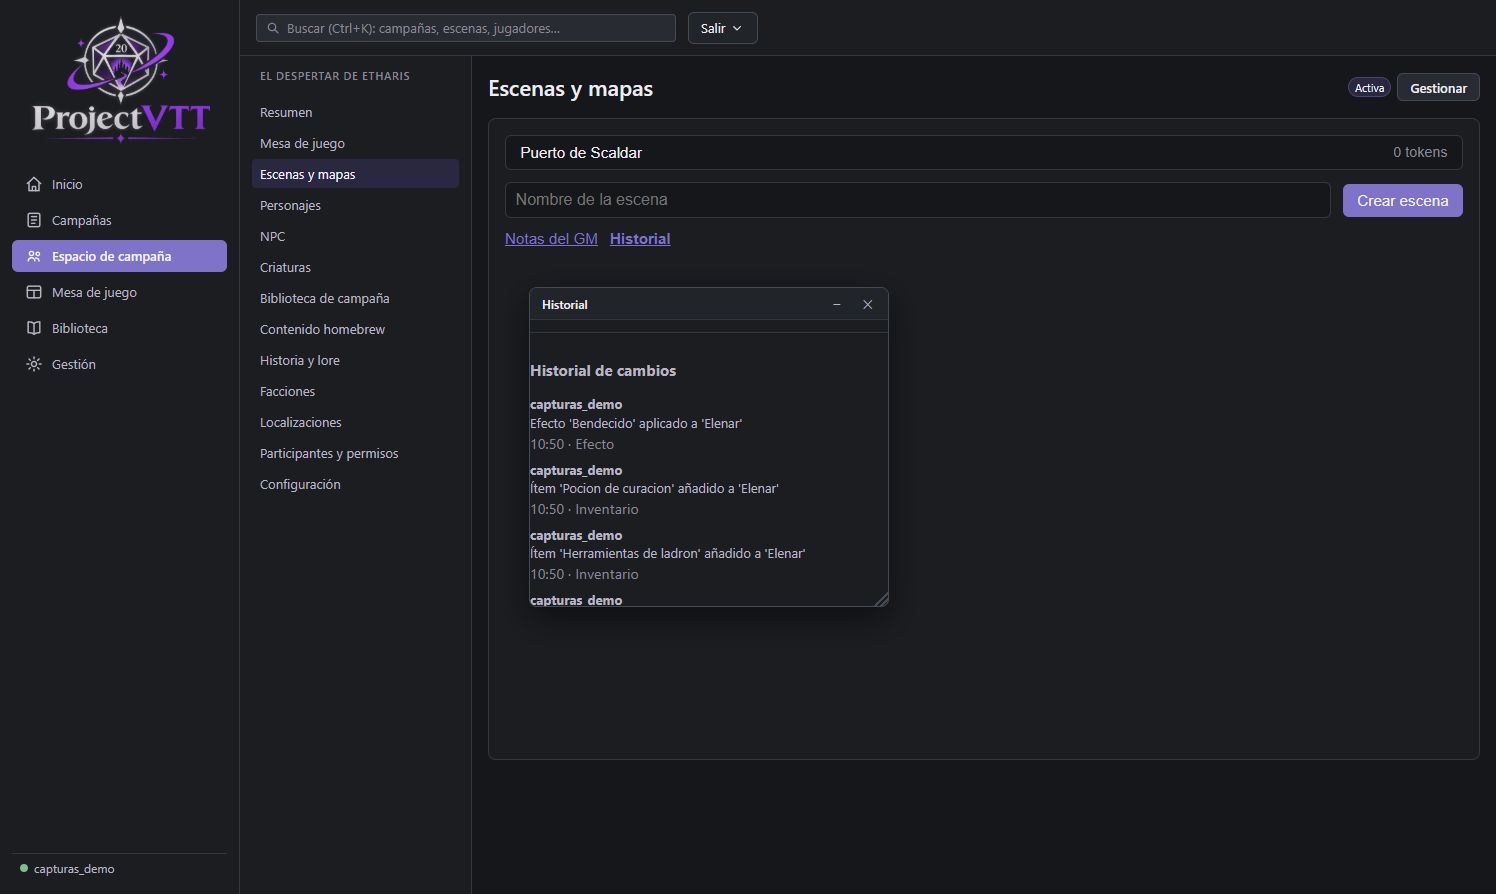 20
ProjectVTT
Inicio
Campañas
Espacio de campaña
Mesa de juego
Biblioteca
Gestión
capturas_demo
Buscar (Ctrl+K): campañas, escenas, jugadores...
Salir
EL DESPERTAR DE ETHARIS
Resumen
Mesa de juego
Escenas y mapas
Personajes
NPC
Criaturas
Biblioteca de campaña
Contenido homebrew
Historia y lore
Facciones
Localizaciones
Participantes y permisos
Configuración
Escenas y mapas
Activa
Gestionar
Puerto de Scaldar
0 tokens
Nombre de la escena
Crear escena
Notas del GM Historial
Historial
Historial de cambios
capturas_demo
Efecto 'Bendecido' aplicado a 'Elenar'
10:50 · Efecto
capturas_demo
Ítem 'Pocion de curacion' añadido a 'Elenar'
10:50 · Inventario
capturas_demo
Ítem 'Herramientas de ladron' añadido a 'Elenar'
10:50 · Inventario
capturas_demo